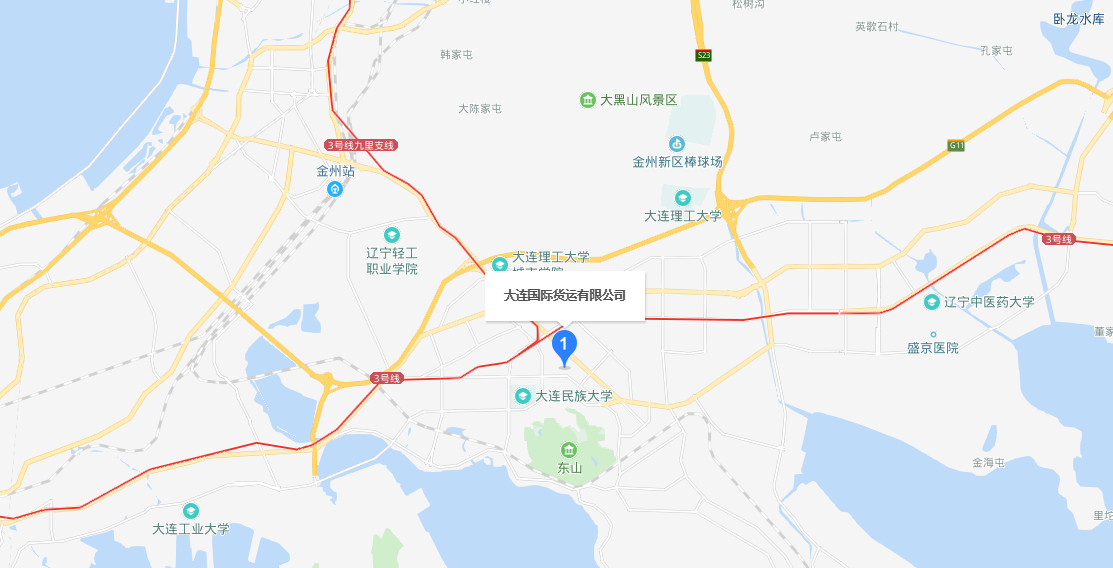 松树沟
卧龙水库
英歌石村
孔家屯
韩家屯
S23
大黑山风景区
大陈家屯
卢家屯
3号线九里支线
G11
金州新区棒球场
金州站
大连理工大学
辽宁轻工
职业学院
3号线
大连理工大学
城市学院
大连国际货运有限公司
辽宁中医药大学
1
盛京医院
3号线
大连民族大学
东山
金海屯
大连工业大学